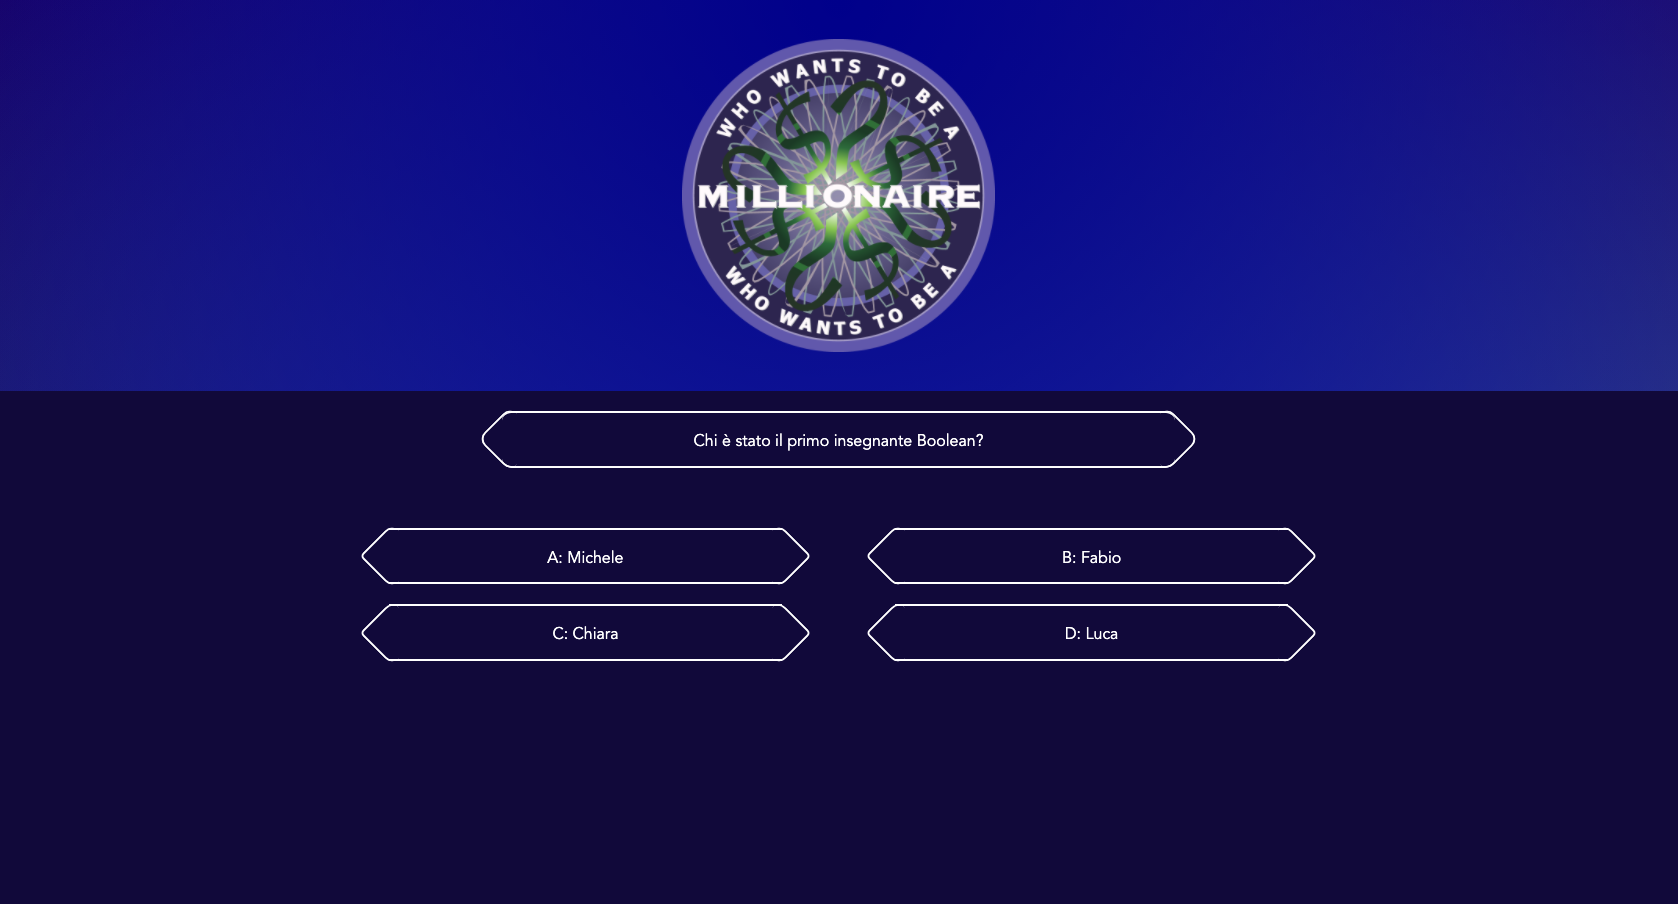 WHO WANTS TO BE A
MILLIONAIRE
WHO WANTS TO BE A
Chi è stato il primo insegnante Boolean?
A: Michele
B: Fabio
C: Chiara
D: Luca